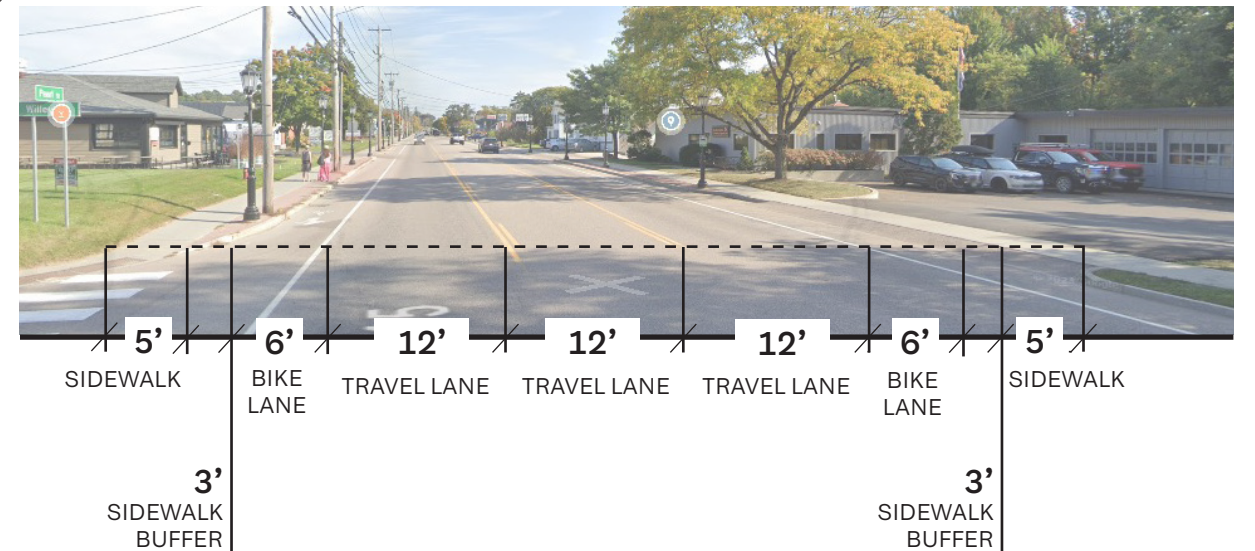 Pearl
5’
6’
12’
12’
12’
6’
5’
SIDEWALK
BIKE
LANE
TRAVEL LANE
TRAVEL LANE
TRAVEL LANE
BIKE
LANE
SIDEWALK
3’
SIDEWALK
BUFFER
3’
SIDEWALK
BUFFER